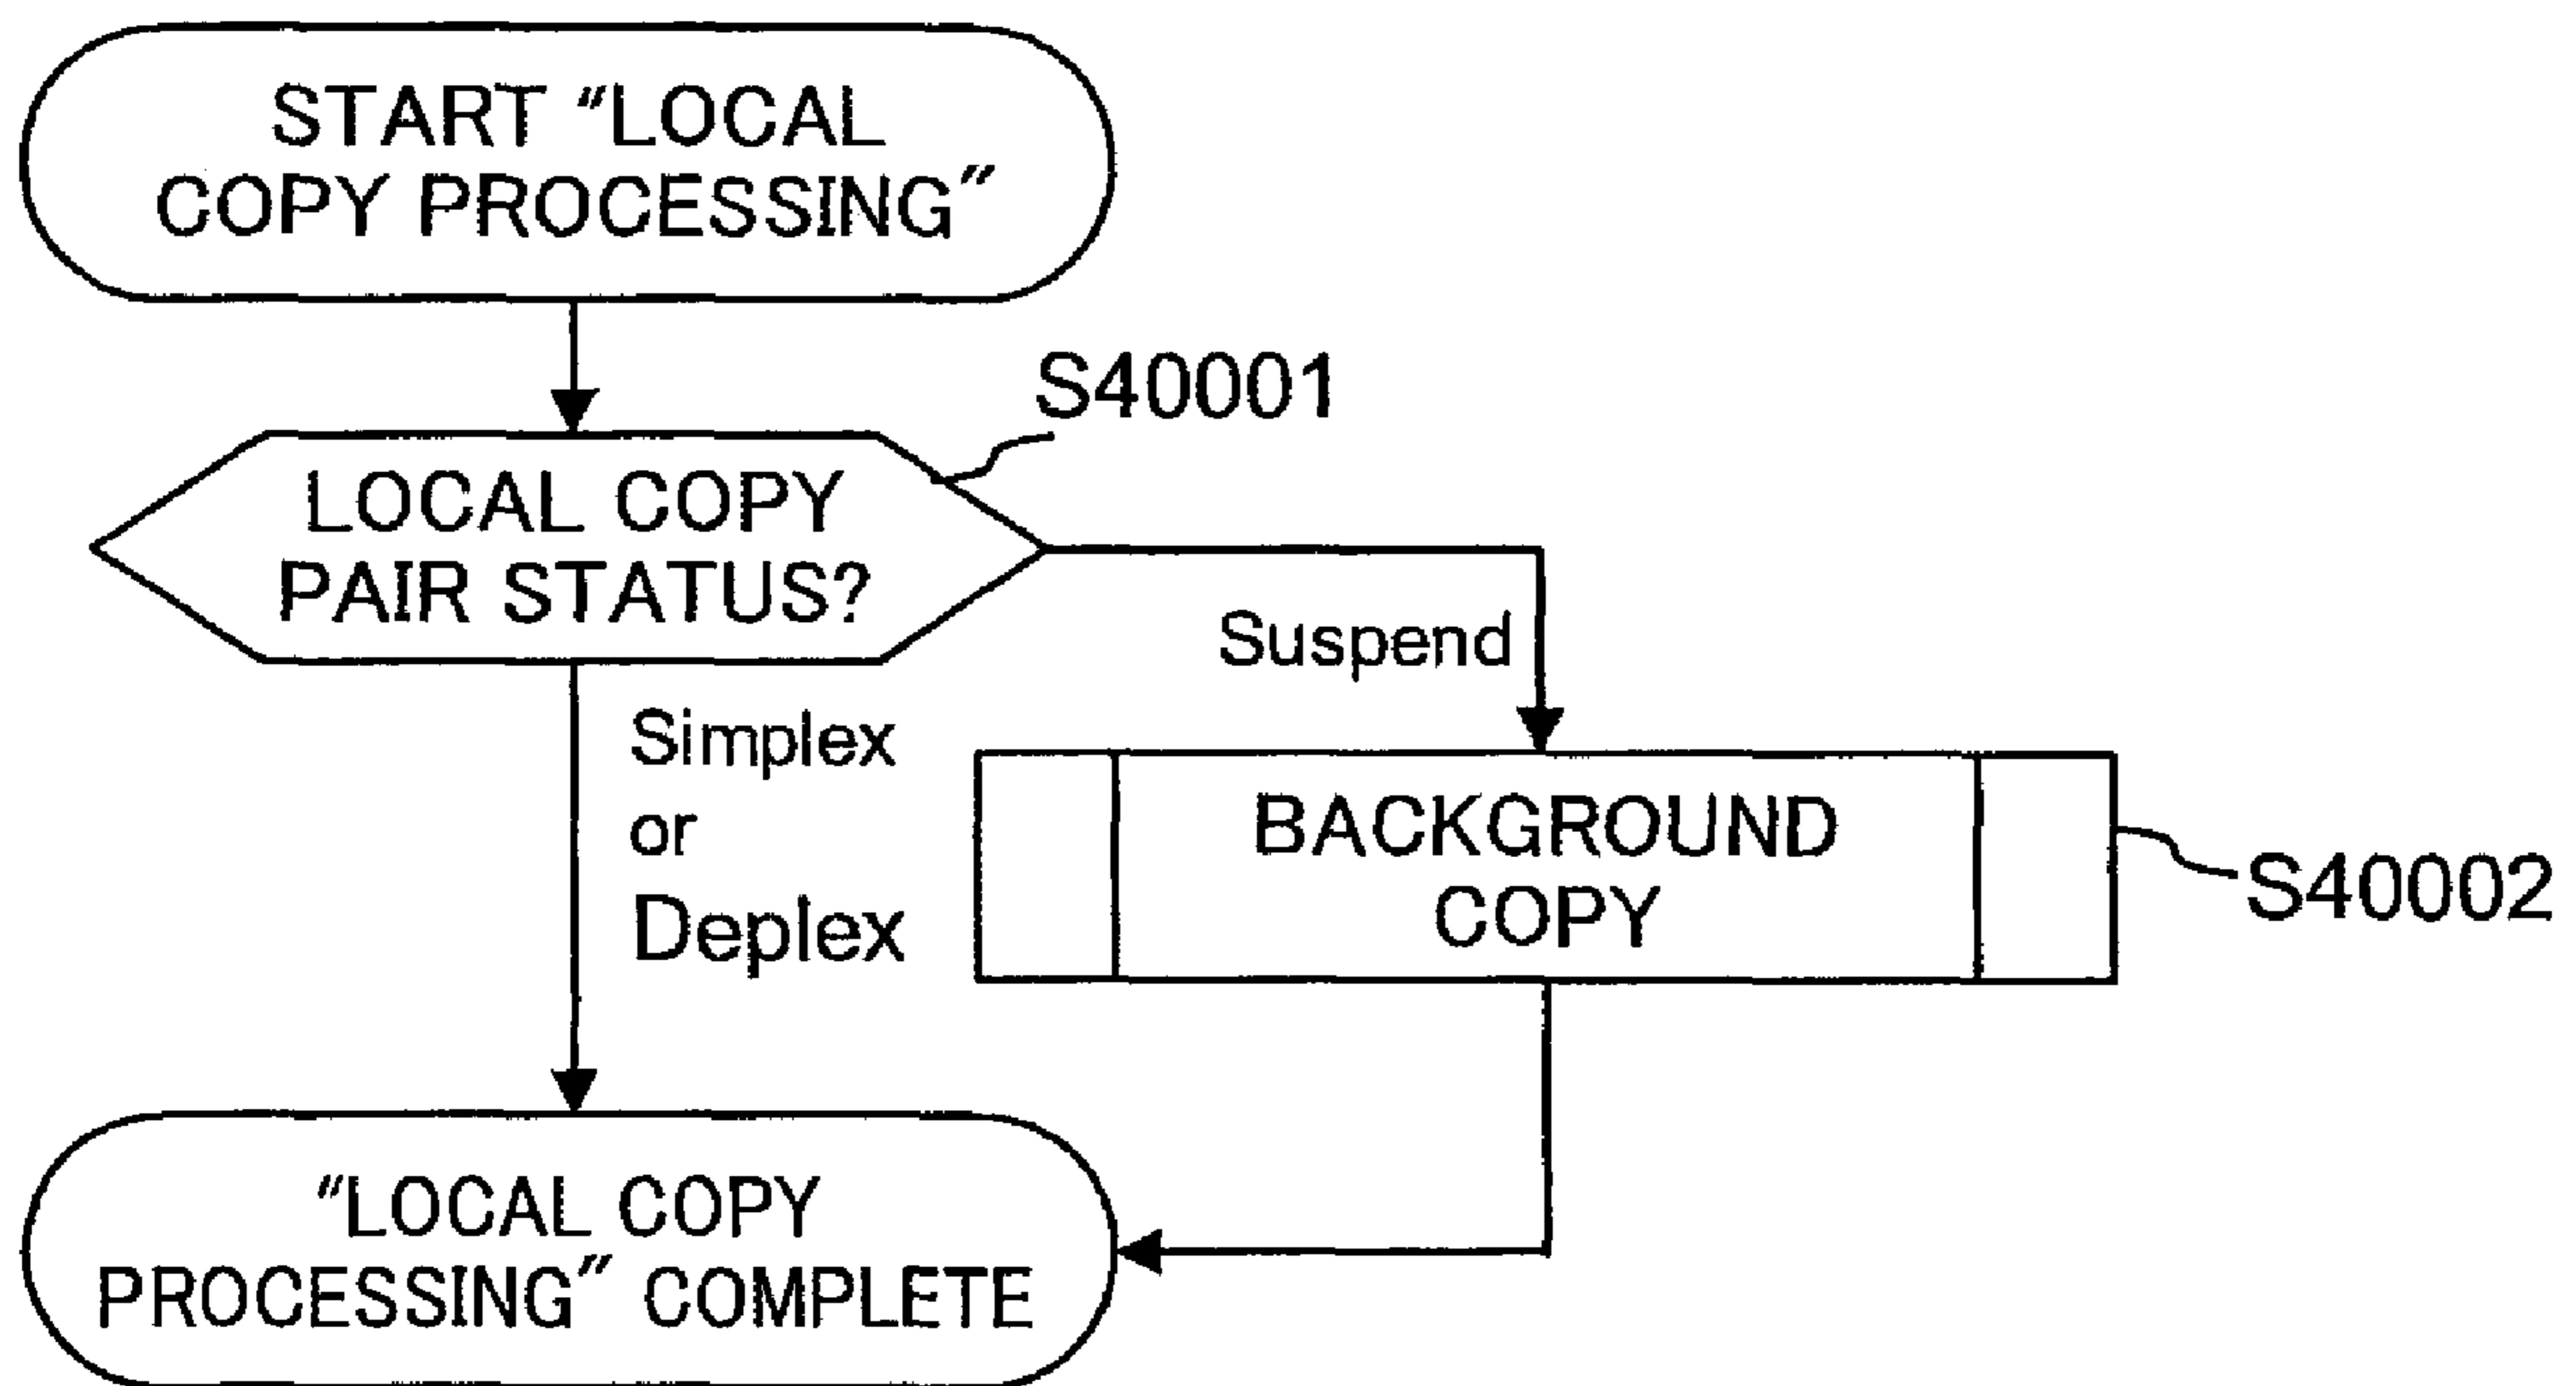 START "LOCAL
COPY PROCESSING"
S40001
LOCAL COPY
PAIR STATUS?
Suspend
Simplex
or
Deplex
BACKGROUND
COPY
S40002
"LOCAL COPY
PROCESSING" COMPLETE